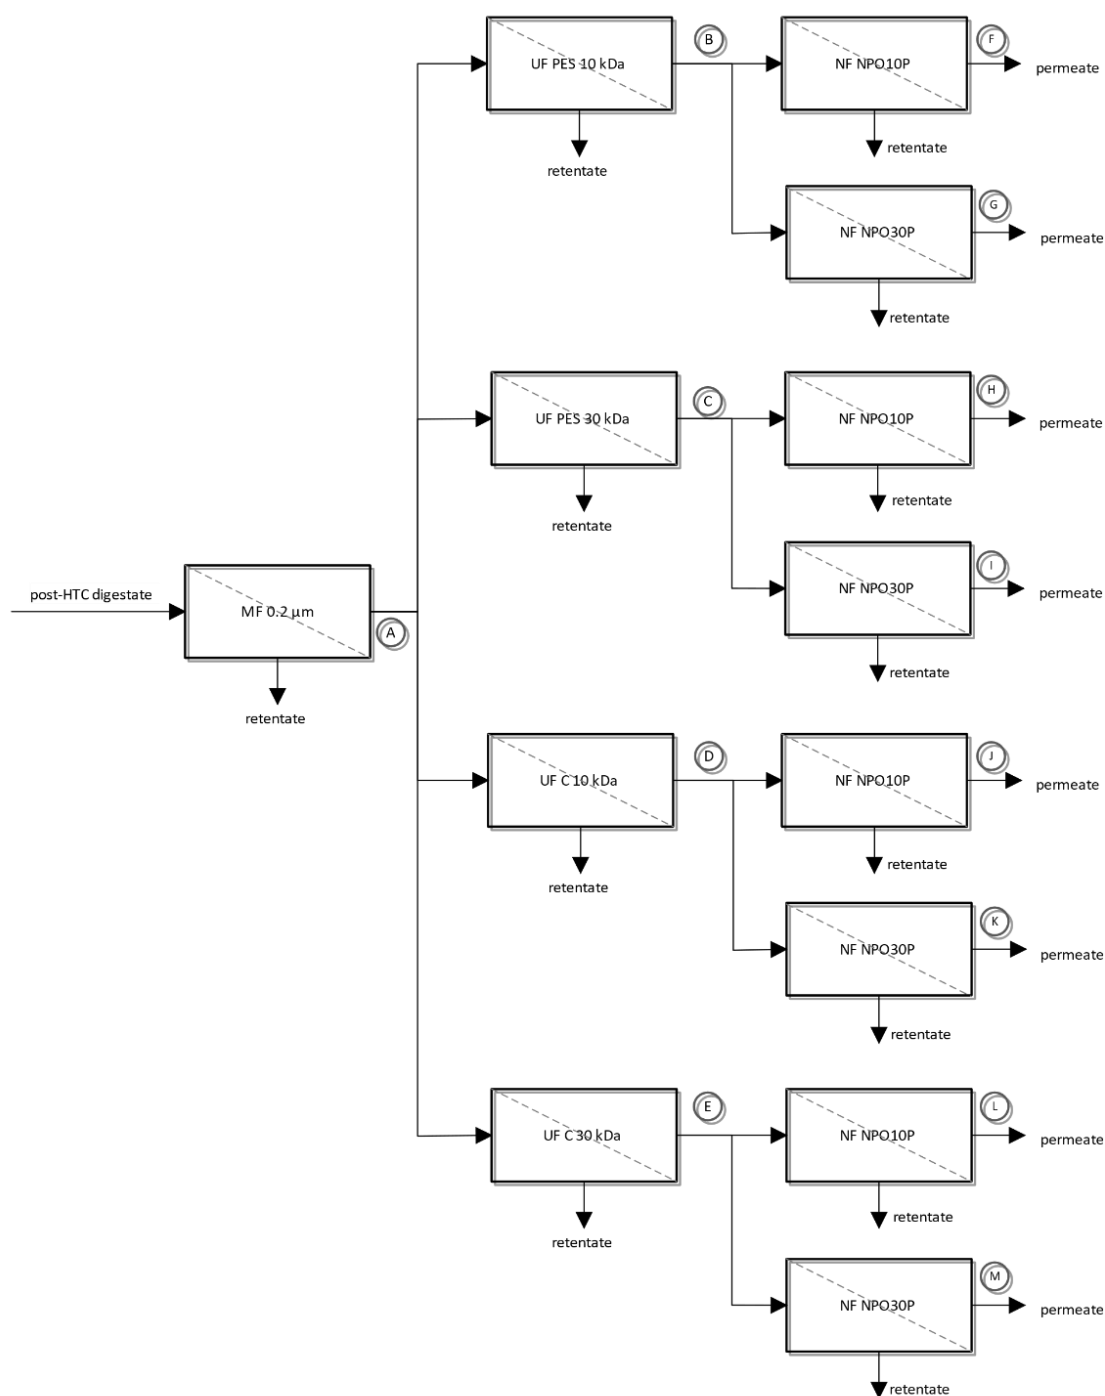 B
F
UF PES 10 kDa
NF NPO10P
permeate
retentate
retentate
G
NF NPO30P
permeate
retentate
C
H
UF PES 30 kDa
NF NPO10P
permeate
retentate
retentate
I
post-HTC digestate
NF NPO30P
permeate
MF 0.2 µm
A
retentate
retentate
D
J
UF C 10 kDa
NF NPO10P
permeate
retentate
retentate
K
NF NPO30P
permeate
retentate
E
L
UF C 30 kDa
NF NPO10P
permeate
retentate
retentate
M
NF NPO30P
permeate
retentate